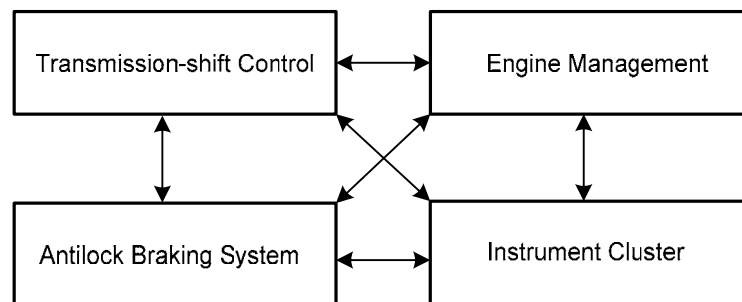 Transmission-shift Control
Engine Management
Antilock Braking System
Instrument Cluster